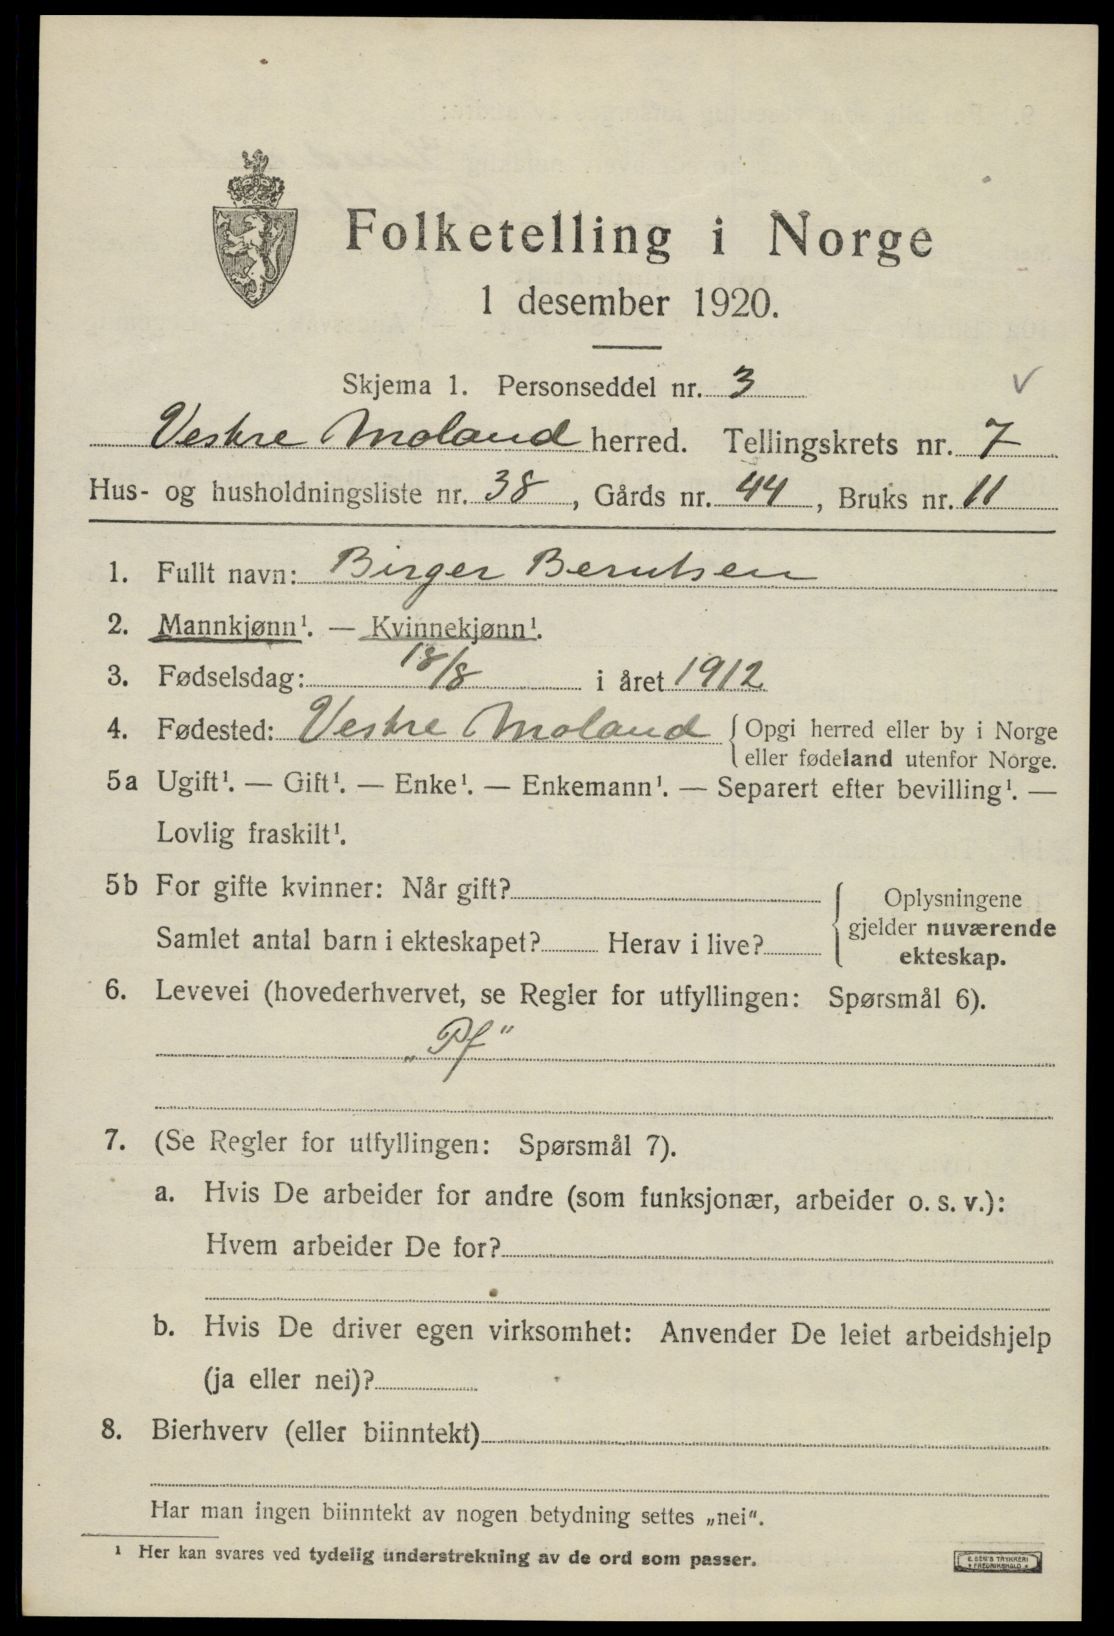 Folketelling i Norge
1 desember 1920.
Skjema 1. Personseddel nr. 3
Vestre Moland herred. Tellingskrets nr. 7
Hus- og husholdningsliste nr. 38, Gårds nr. 44, Bruks nr. 11
1. Fullt navn: Birger Berntsen
2. Mannkjønn¹. — Kvinnekjønn¹.
3. Fødselsdag: 18/8 i året 1912
4. Fødested: Vestre Moland { Opgi herred eller by i Norge
eller fødeland utenfor Norge.
5a Ugift¹. — Gift¹. — Enke¹. — Enkemann¹. — Separert efter bevilling¹. —
Lovlig fraskilt¹.
5b For gifte kvinner: Når gift?
Samlet antal barn i ekteskapet? Herav i live?
Oplysningene
gjelder nuværende
ekteskap.
6. Levevei (hovederhvervet, se Regler for utfyllingen: Spørsmål 6).
„Pf"
7. (Se Regler for utfyllingen: Spørsmål 7).
a. Hvis De arbeider for andre (som funksjonær, arbeider o. s. v.):
Hvem arbeider De for?
b. Hvis De driver egen virksomhet: Anvender De leiet arbeidshjelp
(ja eller nei)?
8. Bierhverv (eller biinntekt)
Har man ingen biinntekt av nogen betydning settes „nei".
¹ Her kan svares ved tydelig understrekning av de ord som passer.
E. SEM'S TRYKKERI
FREDRIKSHALD